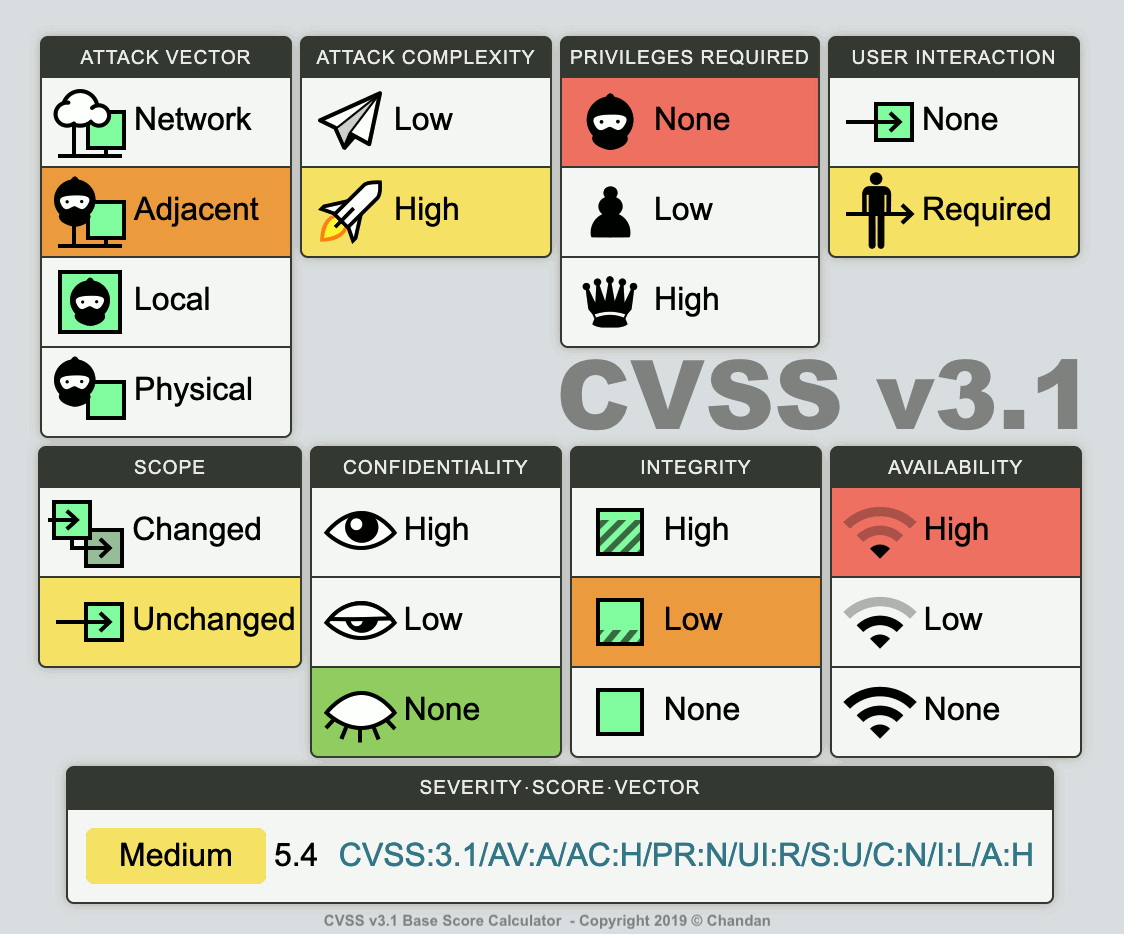 ATTACK VECTOR
Network
Adjacent
Local
Physical
ATTACK COMPLEXITY
Low
High
PRIVILEGES REQUIRED
None
Low
High
USER INTERACTION
None
Required
CVSS v3.1
SCOPE
Changed
Unchanged
CONFIDENTIALITY
High
Low
None
INTEGRITY
High
Low
None
AVAILABILITY
High
Low
None
SEVERITY·SCORE·VECTOR
Medium 5.4 CVSS:3.1/AV:A/AC:H/PR:N/UI:R/S:U/C:N/I:L/A:H
CVSS v3.1 Base Score Calculator - Copyright 2019 © Chandan